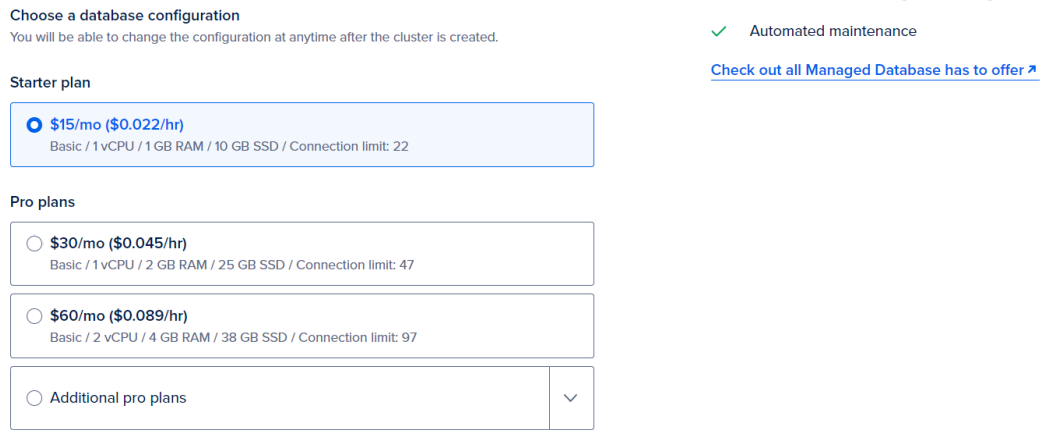 Choose a database configuration
You will be able to change the configuration at anytime after the cluster is created.
Starter plan
$15/mo ($0.022/hr)
Basic / 1 vCPU / 1 GB RAM / 10 GB SSD / Connection limit: 22
Pro plans
$30/mo ($0.045/hr)
Basic / 1 vCPU / 2 GB RAM / 25 GB SSD / Connection limit: 47
$60/mo ($0.089/hr)
Basic / 2 vCPU / 4 GB RAM / 38 GB SSD / Connection limit: 97
Additional pro plans
Automated maintenance
Check out all Managed Database has to offer